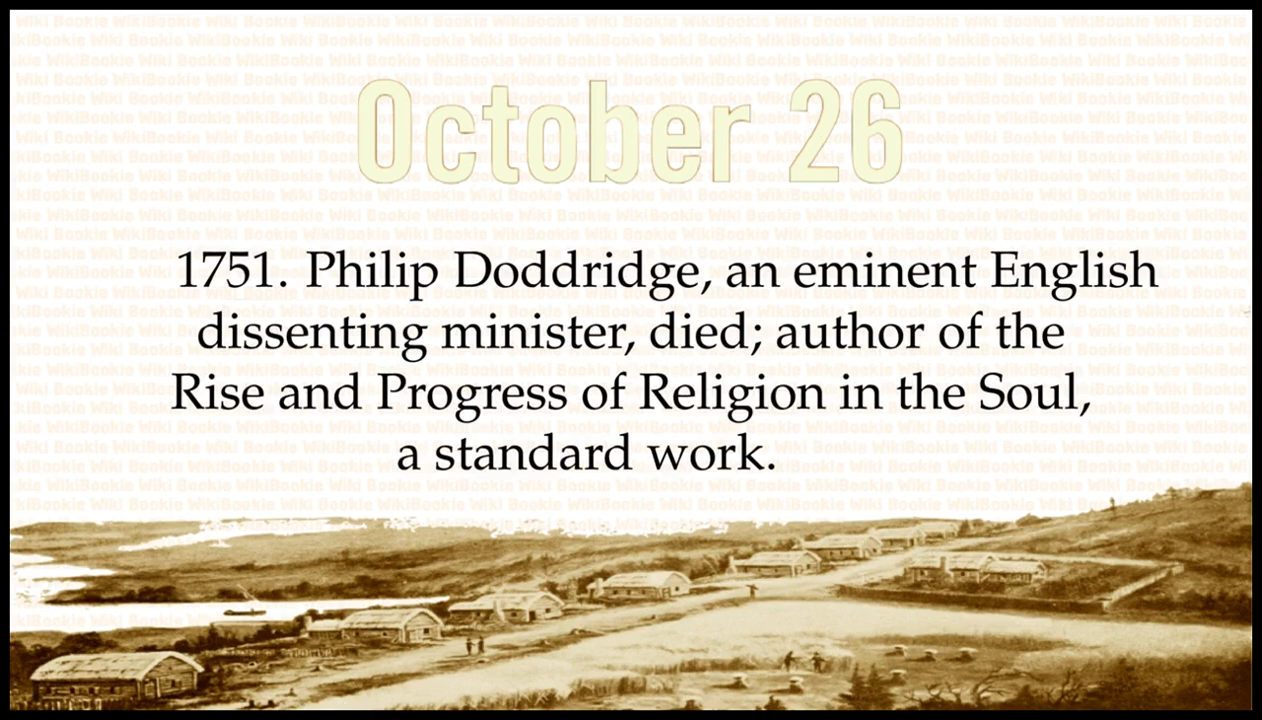 October 26
1751. Philip Doddridge, an eminent English
dissenting minister, died; author of the
Rise and Progress of Religion in the Soul,
a standard work.